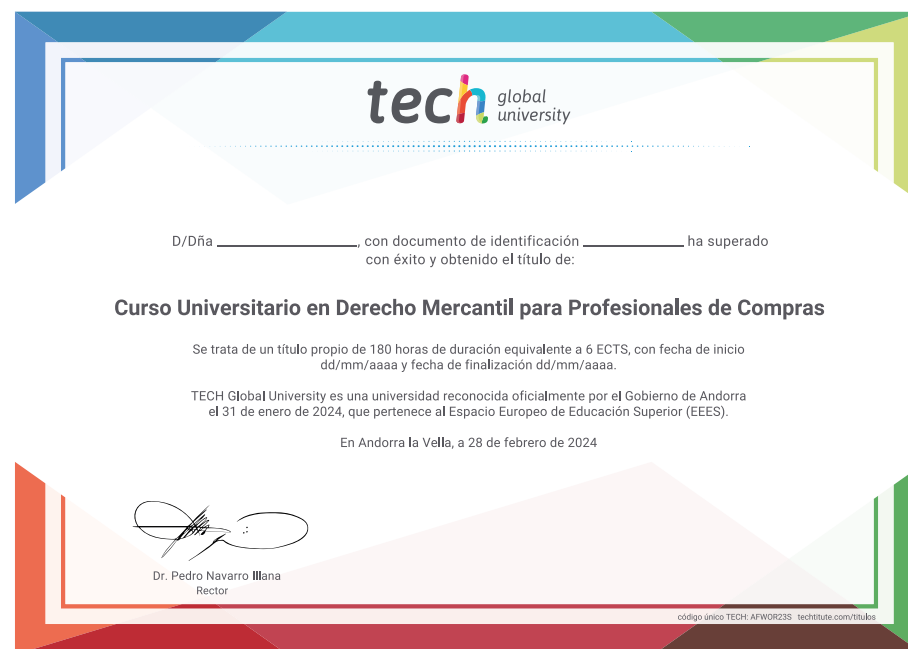 tech global university
D/Dña , con documento de identificación ha superado
con éxito y obtenido el título de:
Curso Universitario en Derecho Mercantil para Profesionales de Compras
Se trata de un título propio de 180 horas de duración equivalente a 6 ECTS, con fecha de inicio
dd/mm/aaaa y fecha de finalización dd/mm/aaaa.
TECH Global University es una universidad reconocida oficialmente por el Gobierno de Andorra
el 31 de enero de 2024, que pertenece al Espacio Europeo de Educación Superior (EEES).
En Andorra la Vella, a 28 de febrero de 2024
Dr. Pedro Navarro Illana
Rector
código único TECH: AFWOR23S techtitute.com/titulos